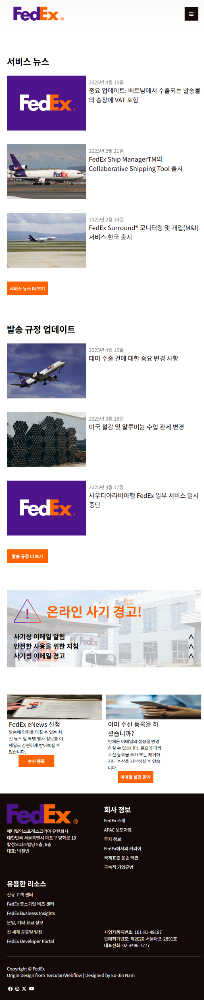 FedEx®
서비스 뉴스
FedEx®
2025년 4월 15일
중요 업데이트: 베트남에서 수출되는 발송물
의 송장에 VAT 포함
FedEx
FedEx
2025년 2월 21일
FedEx Ship ManagerTM의
Collaborative Shipping Tool 출시
2025년 2월 14일
FedEx Surround® 모니터링 및 개입(M&I)
서비스 한국 출시
서비스 뉴스 더 보기
발송 규정 업데이트
FedEx
2025년 4월 15일
대미 수출 건에 대한 중요 변경 사항
2025년 3월 18일
미국 철강 및 알루미늄 수입 관세 변경
FedEx®
2025년 3월 17일
사우디아라비아행 FedEx 일부 서비스 일시
중단
발송 규정 더 보기
FedEx
온라인 사기 경고!
사기성 이메일 알림
안전한 사용을 위한 지침
사기성 이메일 경고
FedEx
FedEx
Express
FedEx
FedEx eNews 신청
발송에 영향을 미칠 수 있는 최
신 뉴스 및 특별 행사 정보를 이
메일로 간편하게 받아보실 수
있습니다.
수신 등록
이미 수신 등록을 하
셨습니까?
언제든 이메일의 설정을 변경
하실 수 있습니다. 필요에 따라
수신 등록을 추가 또는 제거하
거나 수신을 거부하실 수 있습
니다.
이메일 설정 관리
FedEx®
페더럴익스프레스코리아 유한회사
대한민국 서울특별시 마포구 양화로 19
합정오피스빌딩 5층, 6층
대표: 박원빈
회사 정보
FedEx 소개
APAC 보도자료
투자 정보
FedEx에서의 커리어
국제표준 운송 약관
구속적 기업규범
유용한 리소스
신규 고객 센터
FedEx 중소기업 비즈 센터
FedEx Business Insights
운임, 기타 요금 정보
전 세계 공휴일 일정
FedEx Developer Portal
사업자등록번호: 101-81-49187
판매허가번호: 제2020-서울마포-2891호
대표전화: 02-3496-7777
Copyright © FedEx
Origin Design from Torcular/Webflow | Designed by Eo-Jin Nam